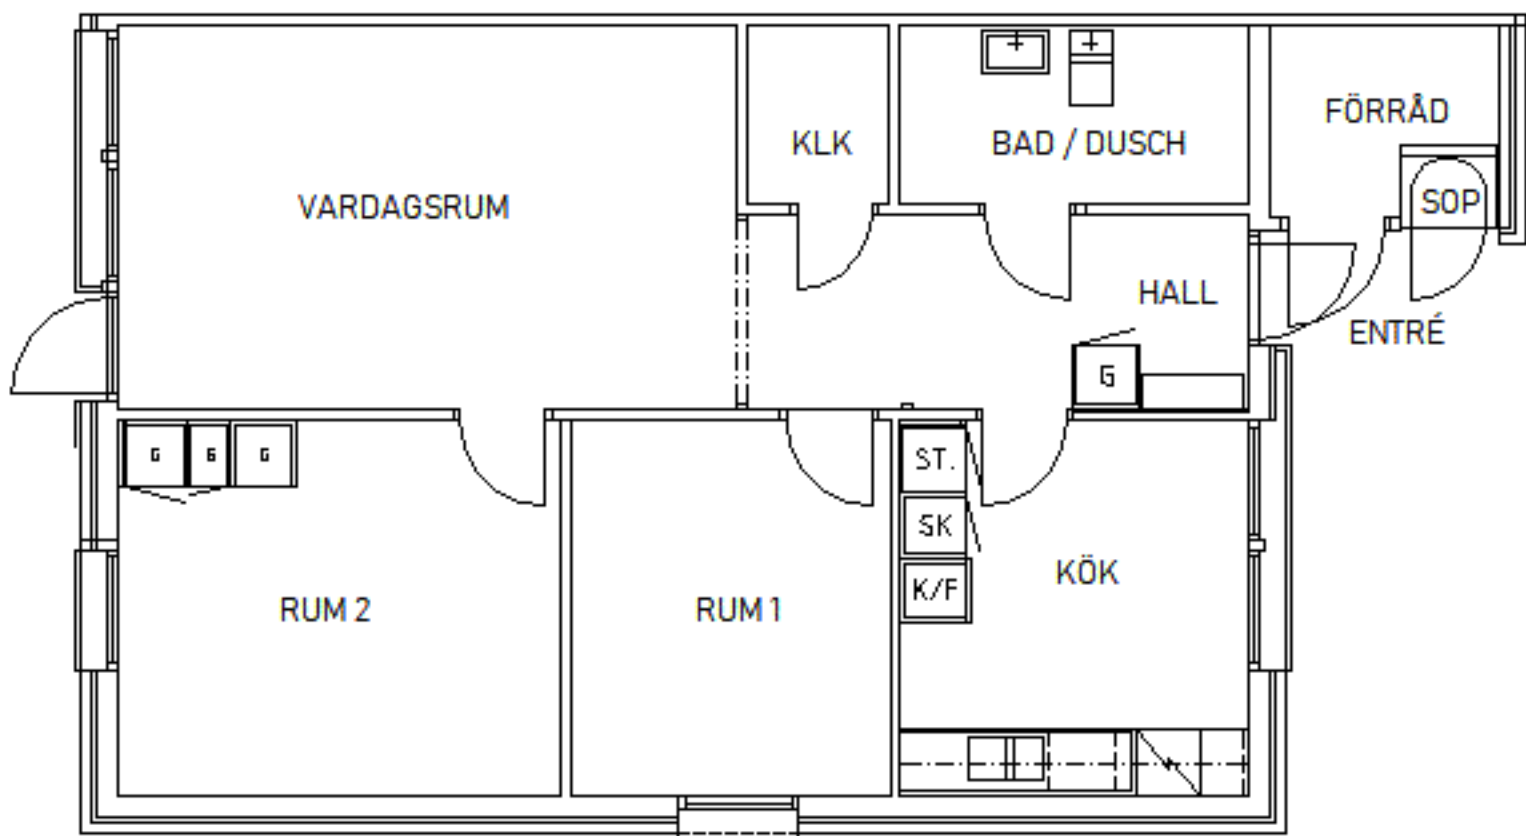 FÖRRÅD
KLK
BAD / DUSCH
VARDAGSRUM
SOP
HALL
ENTRÉ
G
G
G
G
ST.
SK
KÖK
K/F
RUM 2
RUM 1